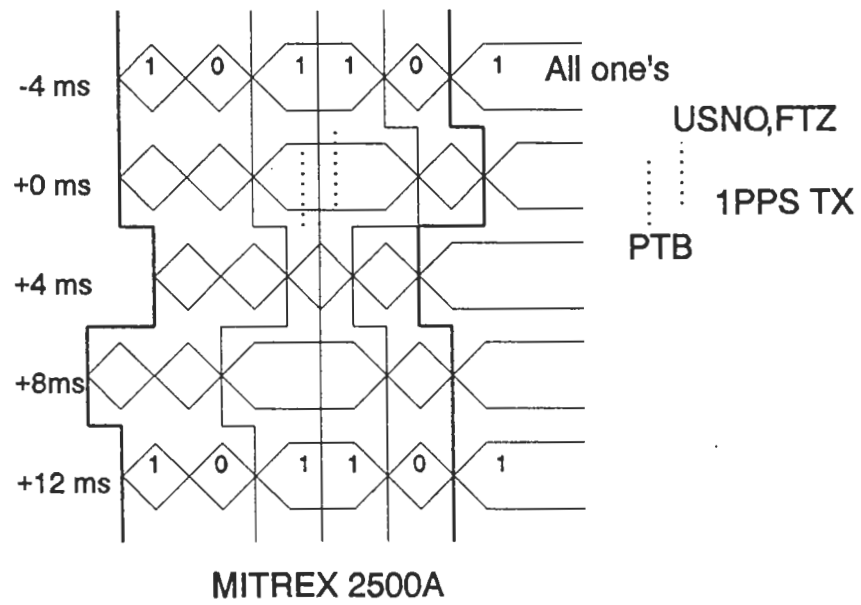 -4 ms 1 0 1 1 0 1 All one's
USNO,FTZ
+0 ms
1PPS TX
PTB
+4 ms
+8ms
+12 ms 1 0 1 1 0 1
MITREX 2500A